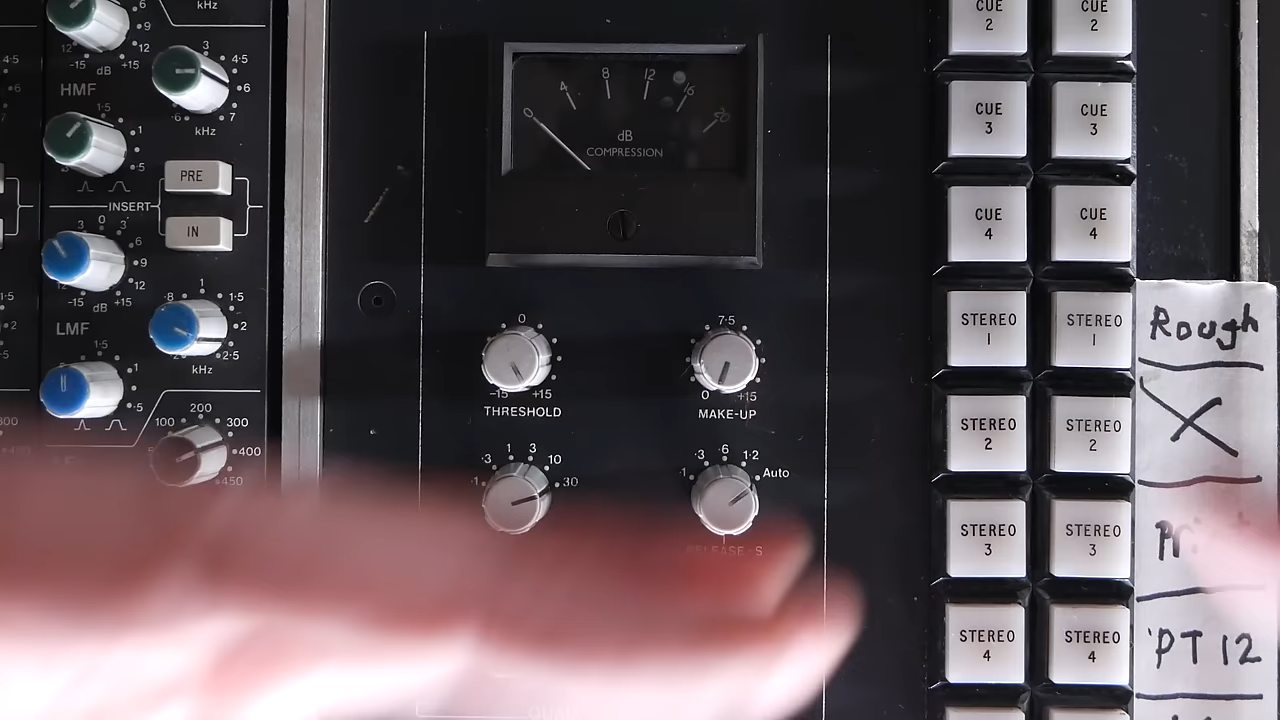 kHz
6
9
12 12
-15 +15
dB
3
4·5
6
·6 7
kHz
HMF
1·5
1
·5
PRE
INSERT
IN
3 0 3
6
9
12
-15 +15
dB
LMF
1
·8 1·5
2
2·5
kHz
1·5
1
·5
200
100 300
400
450
0 4 8 12 16 20
dB
COMPRESSION
0
-15 +15
THRESHOLD
7·5
0 +15
MAKE-UP
·1 ·3 1 3 10 30
·1 ·3 ·6 1·2 Auto
RELEASE-S
CUE 2
CUE 2
CUE 3
CUE 3
CUE 4
CUE 4
STEREO 1
STEREO 1
STEREO 2
STEREO 2
STEREO 3
STEREO 3
STEREO 4
STEREO 4
Rough
X
PT 12